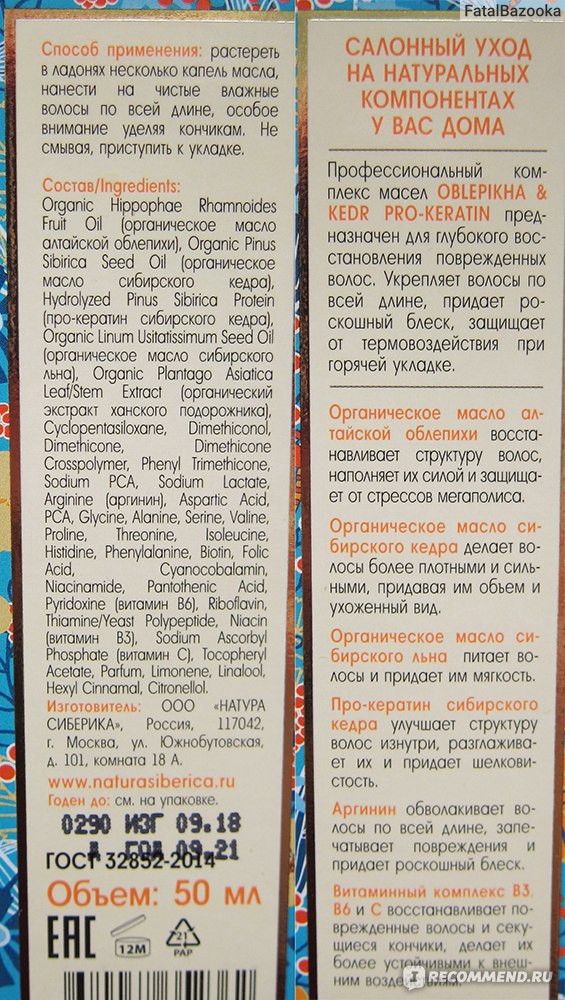 FatalBazooka
Способ применения: растереть
в ладонях несколько капель масла,
нанести на чистые влажные
волосы по всей длине, особое
внимание уделяя кончикам. Не
смывая, приступить к укладке.
Состав/Ingredients:
Organic Hippophae Rhamnoides
Fruit Oil (органическое масло
алтайской облепихи), Organic Pinus
Sibirica Seed Oil (органическое
масло сибирского кедра),
Hydrolyzed Pinus Sibirica Protein
(про-кератин сибирского кедра),
Organic Linum Usitatissimum Seed Oil
(органическое масло сибирского
льна), Organic Plantago Asiatica
Leaf/Stem Extract (органический
экстракт ханского подорожника),
Cyclopentasiloxane, Dimethiconol,
Dimethicone, Dimethicone
Crosspolymer, Phenyl Trimethicone,
Sodium PCA, Sodium Lactate,
Arginine (аргинин), Aspartic Acid,
PCA, Glycine, Alanine, Serine, Valine,
Proline, Threonine, Isoleucine,
Histidine, Phenylalanine, Biotin, Folic
Acid, Cyanocobalamin,
Niacinamide, Pantothenic Acid,
Pyridoxine (витамин B6), Riboflavin,
Thiamine/Yeast Polypeptide, Niacin
(витамин B3), Sodium Ascorbyl
Phosphate (витамин C), Tocopheryl
Acetate, Parfum, Limonene, Linalool,
Hexyl Cinnamal, Citronellol.
Изготовитель: ООО «НАТУРА
СИБЕРИКА», Россия, 117042,
г. Москва, ул. Южнобутовская,
д. 101, комната 18 А.
www.naturasiberica.ru
Годен до: см. на упаковке.
0290 ИЗГ 09.18
ГОД 09.21
ГОСТ 32852-2014
Объем: 50 мл
EAC 12M 21 PAP
САЛОННЫЙ УХОД
НА НАТУРАЛЬНЫХ
КОМПОНЕНТАХ
У ВАС ДОМА
Профессиональный ком-
плекс масел OBLEPIKHA &
KEDR PRO-KERATIN пред-
назначен для глубокого вос-
становления поврежденных
волос. Укрепляет волосы по
всей длине, придает рос-
кошный блеск, защищает
от термовоздействия при
горячей укладке.
Органическое масло ал-
тайской облепихи восста-
навливает структуру волос,
наполняет их силой и защища-
ет от стрессов мегаполиса.
Органическое масло си-
бирского кедра делает во-
лосы более плотными и силь-
ными, придавая им объем и
ухоженный вид.
Органическое масло си-
бирского льна питает во-
лосы и придает им мягкость.
Про-кератин сибирского
кедра улучшает структуру
волос изнутри, разглажива-
ет их и придает шелкови-
стость.
Аргинин обволакивает во-
лосы по всей длине, запе-
чатывает повреждения и
придает роскошный блеск.
Витаминный комплекс B3,
B6 и C восстанавливает по-
врежденные волосы и секу-
щиеся кончики, делает их
более устойчивыми к внеш-
ним воздействиям.
IRECOMMEND.RU